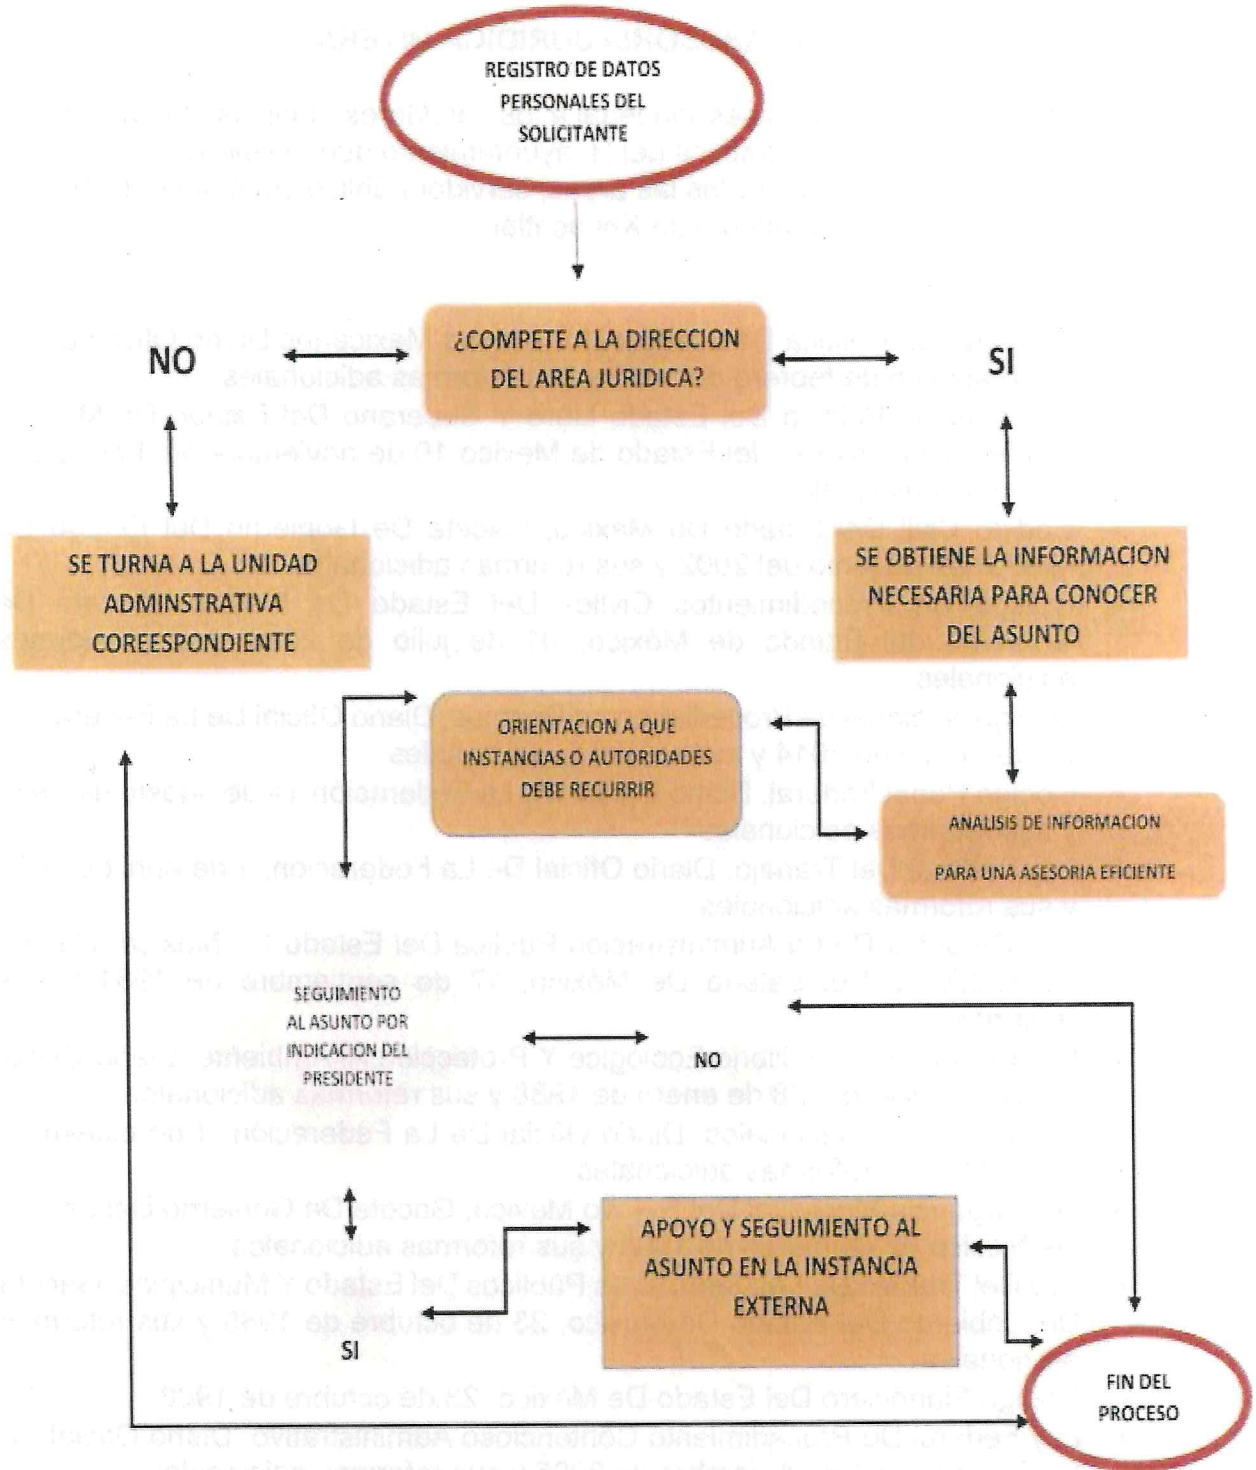 REGISTRO DE DATOS
PERSONALES DEL
SOLICITANTE
¿COMPETE A LA DIRECCION
DEL AREA JURIDICA?
NO
SI
SE TURNA A LA UNIDAD
ADMINSTRATIVA
COREESPONDIENTE
SE OBTIENE LA INFORMACION
NECESARIA PARA CONOCER
DEL ASUNTO
ORIENTACION A QUE
INSTANCIAS O AUTORIDADES
DEBE RECURRIR
ANALISIS DE INFORMACION
PARA UNA ASESORIA EFICIENTE
SEGUIMIENTO
AL ASUNTO POR
INDICACION DEL
PRESIDENTE
NO
APOYO Y SEGUIMIENTO AL
ASUNTO EN LA INSTANCIA
EXTERNA
SI
FIN DEL
PROCESO